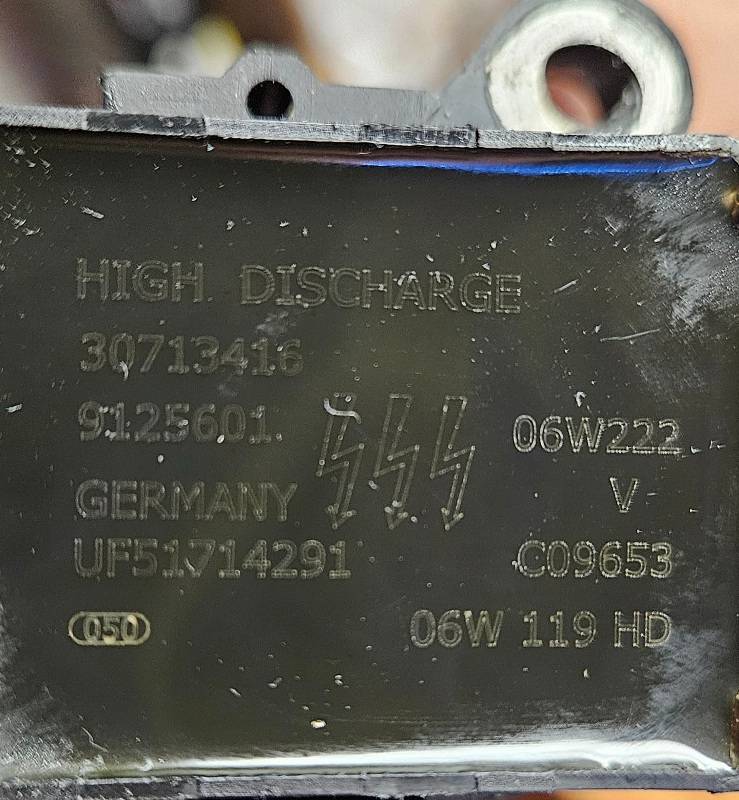 HIGH DISCHARGE
30713416
9125601 06W222
GERMANY V
UF51714291 C09653
050 06W 119 HD